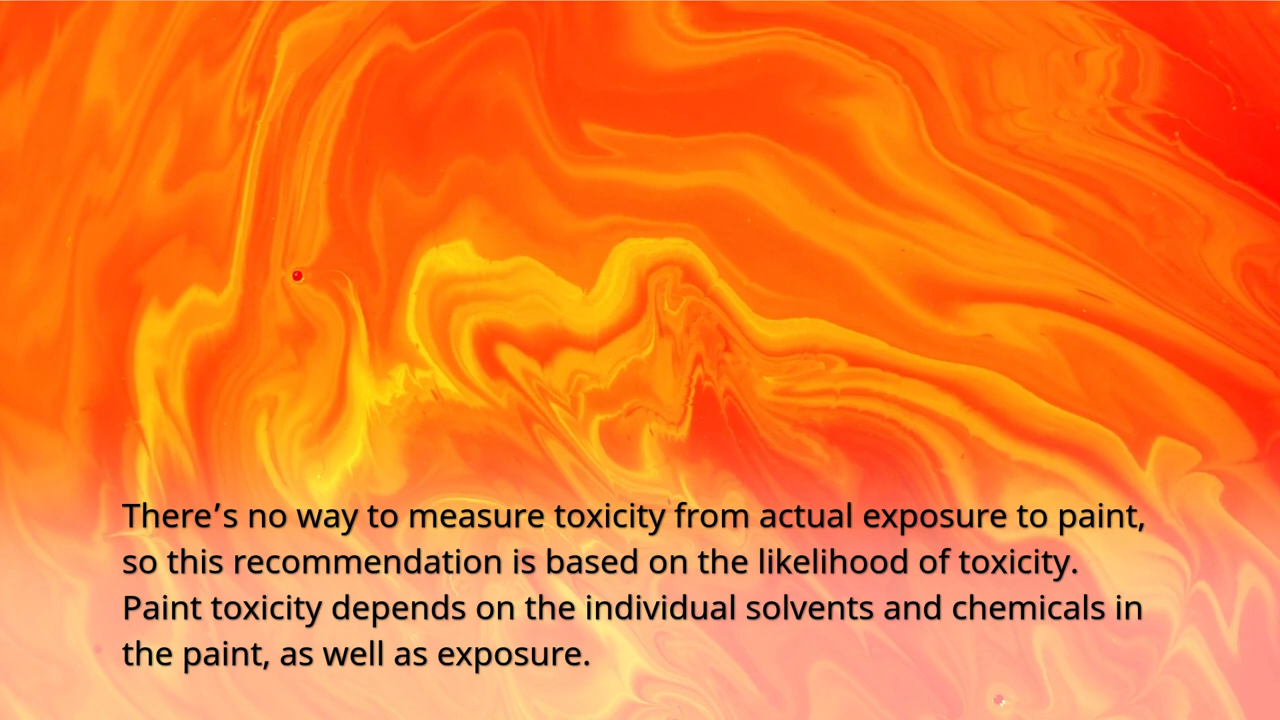 There’s no way to measure toxicity from actual exposure to paint,
so this recommendation is based on the likelihood of toxicity.
Paint toxicity depends on the individual solvents and chemicals in
the paint, as well as exposure.